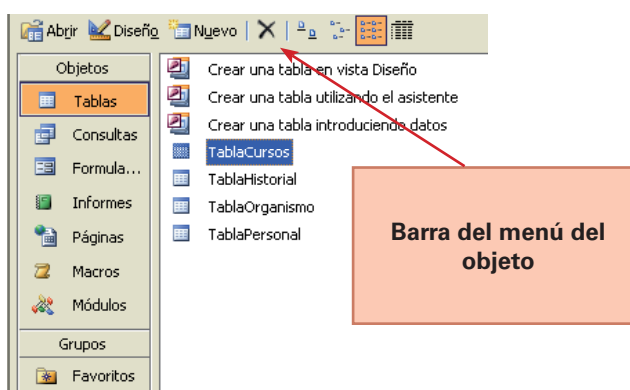 Abrir Diseño Nuevo
Objetos
Tablas
Consultas
Formula...
Informes
Páginas
Macros
Módulos
Grupos
Favoritos
Crear una tabla en vista Diseño
Crear una tabla utilizando el asistente
Crear una tabla introduciendo datos
TablaCursos
TablaHistorial
TablaOrganismo
TablaPersonal
Barra del menú del
objeto